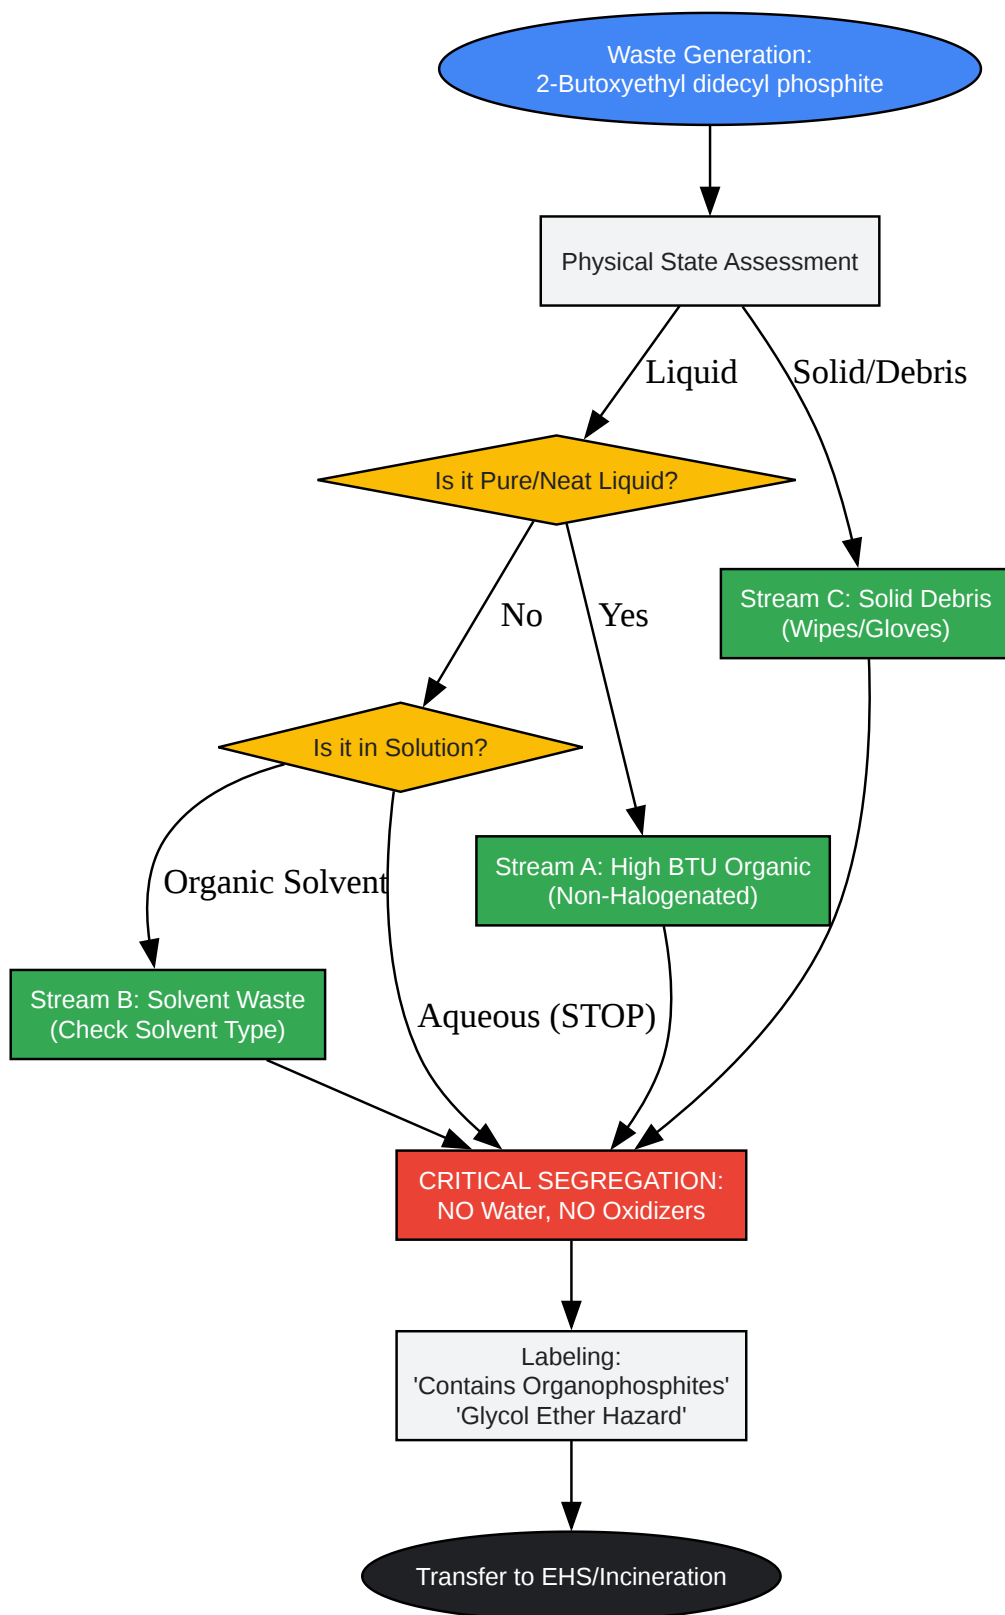 Waste Generation:
2-Butoxyethyl didecyl phosphite
Physical State Assessment
Liquid
Solid/Debris
Is it Pure/Neat Liquid?
No
Yes
Stream C: Solid Debris
(Wipes/Gloves)
Is it in Solution?
Organic Solvent
Stream A: High BTU Organic
(Non-Halogenated)
Stream B: Solvent Waste
(Check Solvent Type)
Aqueous (STOP)
CRITICAL SEGREGATION:
NO Water, NO Oxidizers
Labeling:
'Contains Organophosphites'
'Glycol Ether Hazard'
Transfer to EHS/Incineration